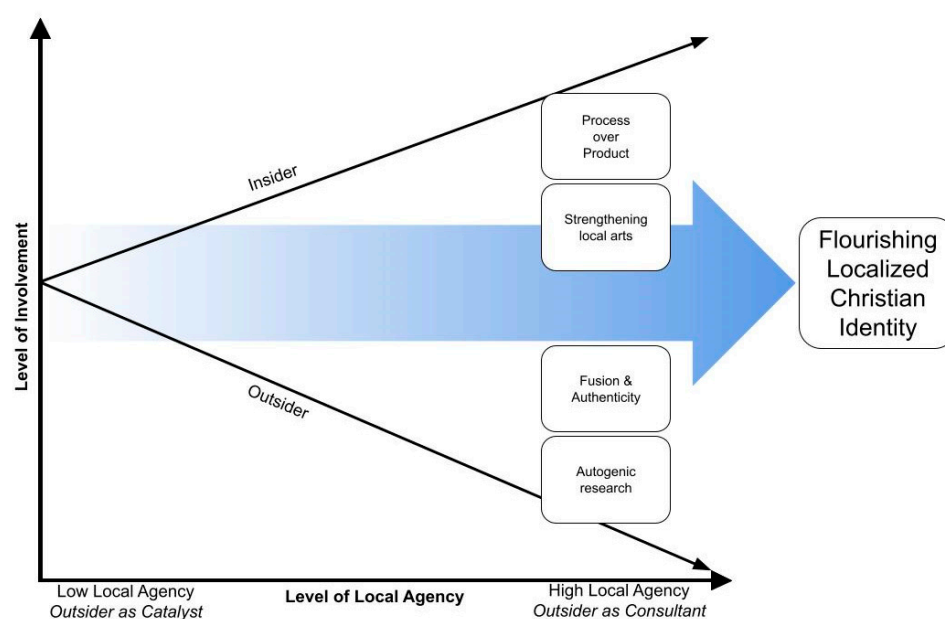 Insider
Process
over
Product
Strengthening
local arts
Flourishing
Localized
Christian
Identity
Level of Involvement
Outsider
Fusion &
Authenticity
Autogenic
research
Low Local Agency
Outsider as Catalyst
Level of Local Agency
High Local Agency
Outsider as Consultant